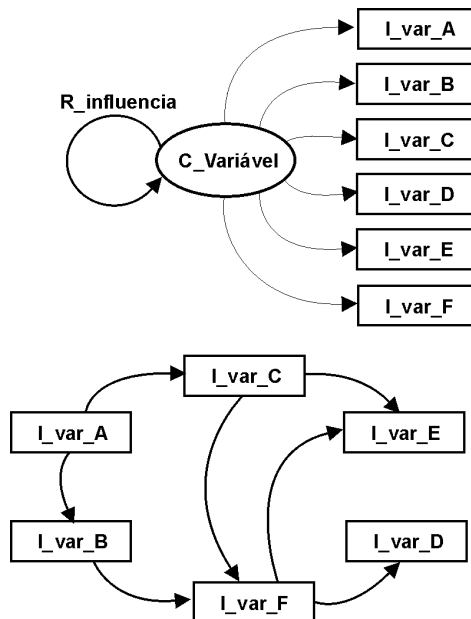 I_var_A
I_var_B
R_influencia
I_var_C
C_Variável
I_var_D
I_var_E
I_var_F
I_var_C
I_var_A
I_var_E
I_var_B
I_var_D
I_var_F